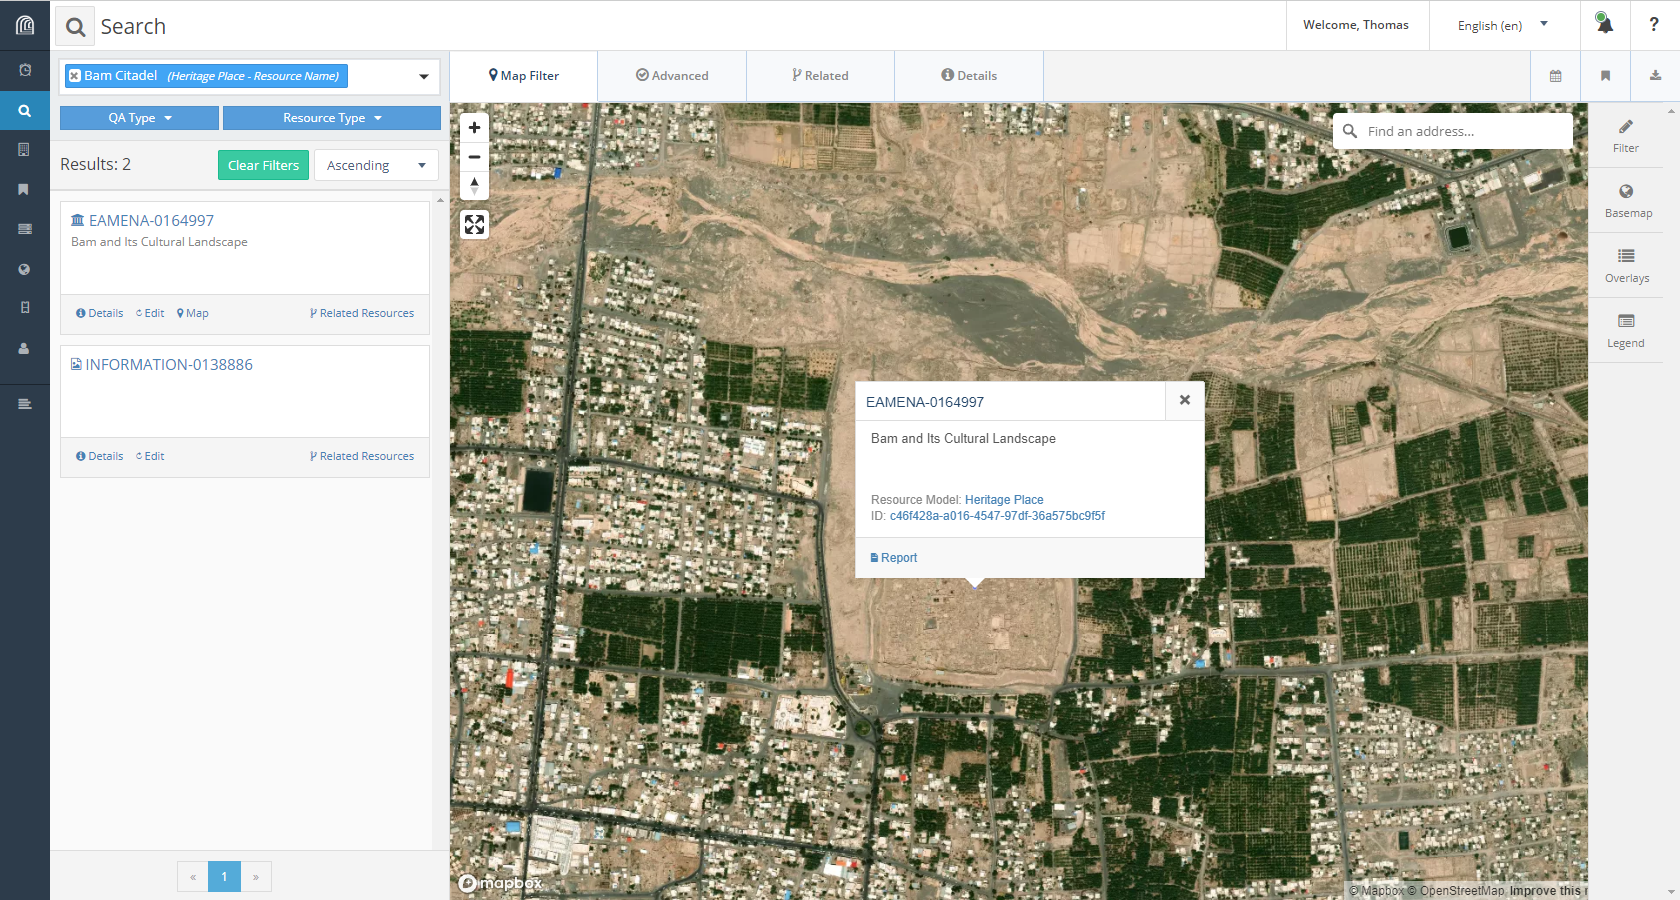 Search
Welcome, Thomas
English (en)
?
Bam Citadel (Heritage Place - Resource Name)
QA Type
Resource Type
Results: 2
Clear Filters
Ascending
EAMENA-0164997
Bam and Its Cultural Landscape
Details Edit Map Related Resources
INFORMATION-0138886
Details Edit Related Resources
« 1 »
Map Filter
Advanced
Related
Details
Find an address...
Filter
Basemap
Overlays
Legend
EAMENA-0164997
Bam and Its Cultural Landscape
Resource Model: Heritage Place
ID: c46f428a-a016-4547-97df-36a575bc9f5f
Report
mapbox
© Mapbox © OpenStreetMap Improve this